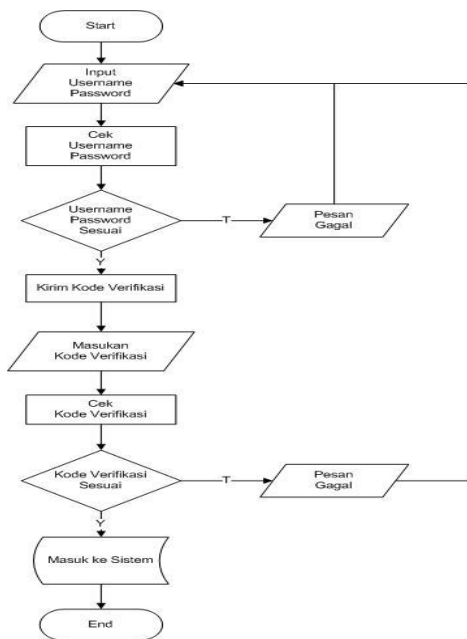 Start
Input
Username
Password
Cek
Username
Password
Username
Password
Sesuai
T
Pesan
Gagal
Y
Kirim Kode Verifikasi
Masukan
Kode Verifikasi
Cek
Kode Verifikasi
Kode Verifikasi
Sesuai
T
Pesan
Gagal
Y
Masuk ke Sistem
End